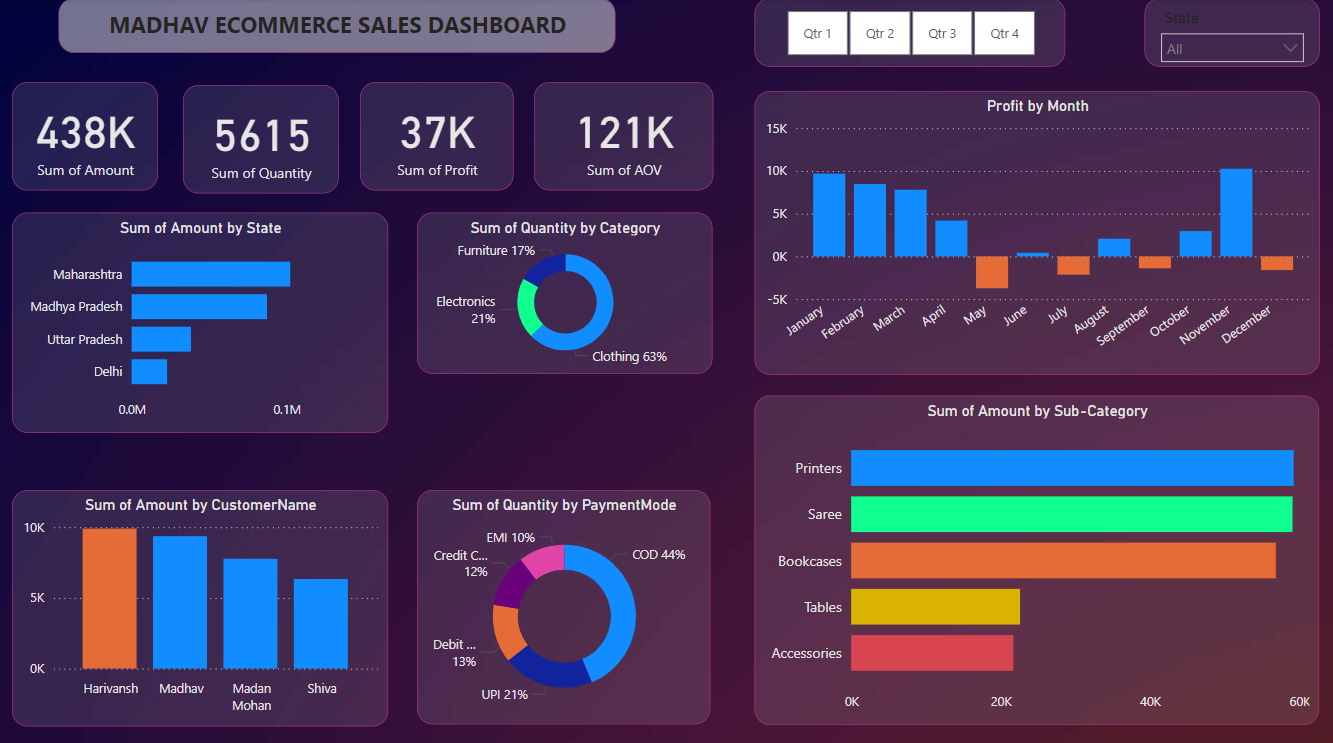 MADHAV ECOMMERCE SALES DASHBOARD
Qtr 1 Qtr 2 Qtr 3 Qtr 4
State
All
438K
Sum of Amount
5615
Sum of Quantity
37K
Sum of Profit
121K
Sum of AOV
Profit by Month
15K
10K
5K
0K
-5K
January February March April May June July August September October November December
Sum of Amount by State
Maharashtra
Madhya Pradesh
Uttar Pradesh
Delhi
0.0M 0.1M
Sum of Quantity by Category
Furniture 17%
Electronics
21%
Clothing 63%
Sum of Amount by Sub-Category
Printers
Saree
Bookcases
Tables
Accessories
0K 20K 40K 60K
Sum of Amount by CustomerName
10K
5K
0K
Harivansh Madhav Madan Shiva
Mohan
Sum of Quantity by PaymentMode
EMI 10%
COD 44%
Credit C...
12%
Debit ...
13%
UPI 21%